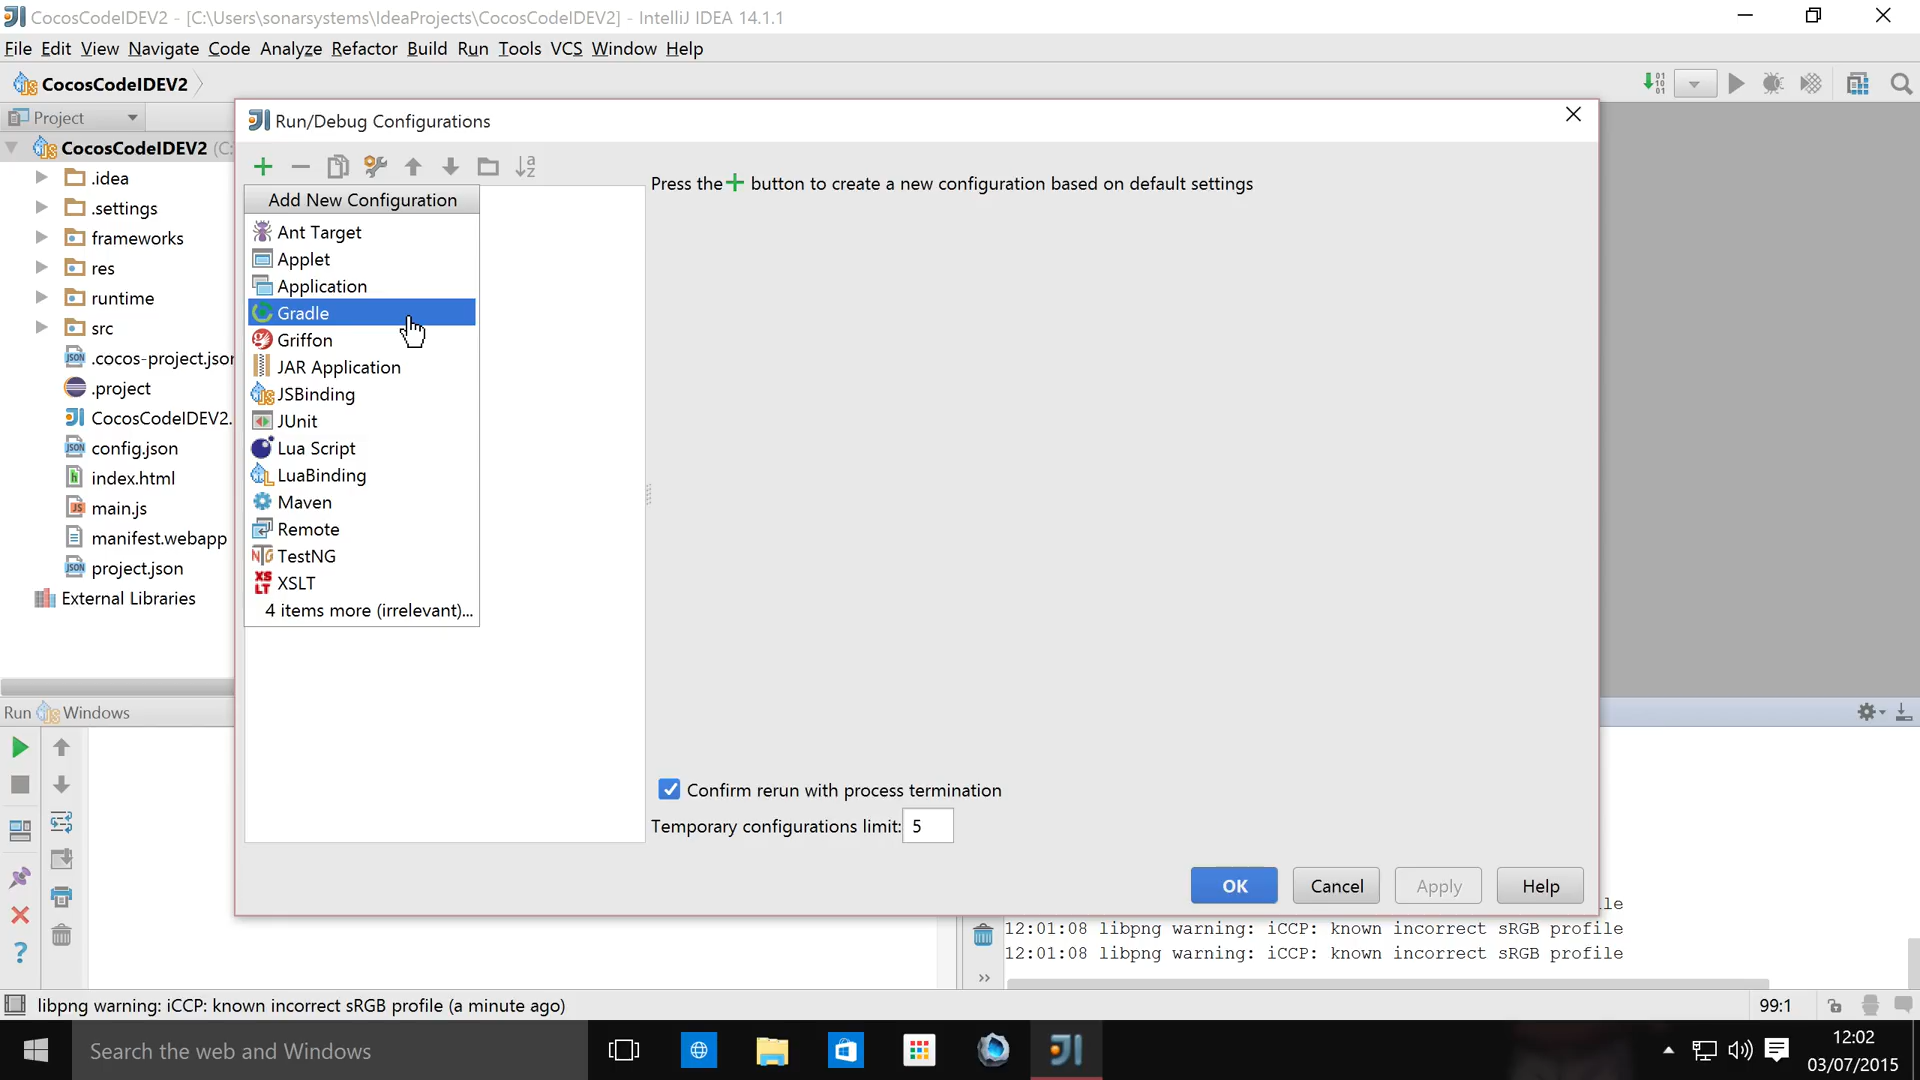 CocosCodeIDEV2 - [C:\Users\sonarsystems\IdeaProjects\CocosCodeIDEV2] - IntelliJ IDEA 14.1.1
File Edit View Navigate Code Analyze Refactor Build Run Tools VCS Window Help
CocosCodeIDEV2
Project
CocosCodeIDEV2 (C:
.idea
.settings
frameworks
res
runtime
src
.cocos-project.json
.project
CocosCodeIDEV2.
config.json
index.html
main.js
manifest.webapp
project.json
External Libraries
Run/Debug Configurations
Add New Configuration
Ant Target
Applet
Application
Gradle
Griffon
JAR Application
JSBinding
JUnit
Lua Script
LuaBinding
Maven
Remote
TestNG
XSLT
4 items more (irrelevant)...
Press the + button to create a new configuration based on default settings
Confirm rerun with process termination
Temporary configurations limit: 5
OK Cancel Apply Help
Run Windows
le
12:01:08 libpng warning: iCCP: known incorrect sRGB profile
12:01:08 libpng warning: iCCP: known incorrect sRGB profile
libpng warning: iCCP: known incorrect sRGB profile (a minute ago)
99:1
Search the web and Windows
12:02
03/07/2015